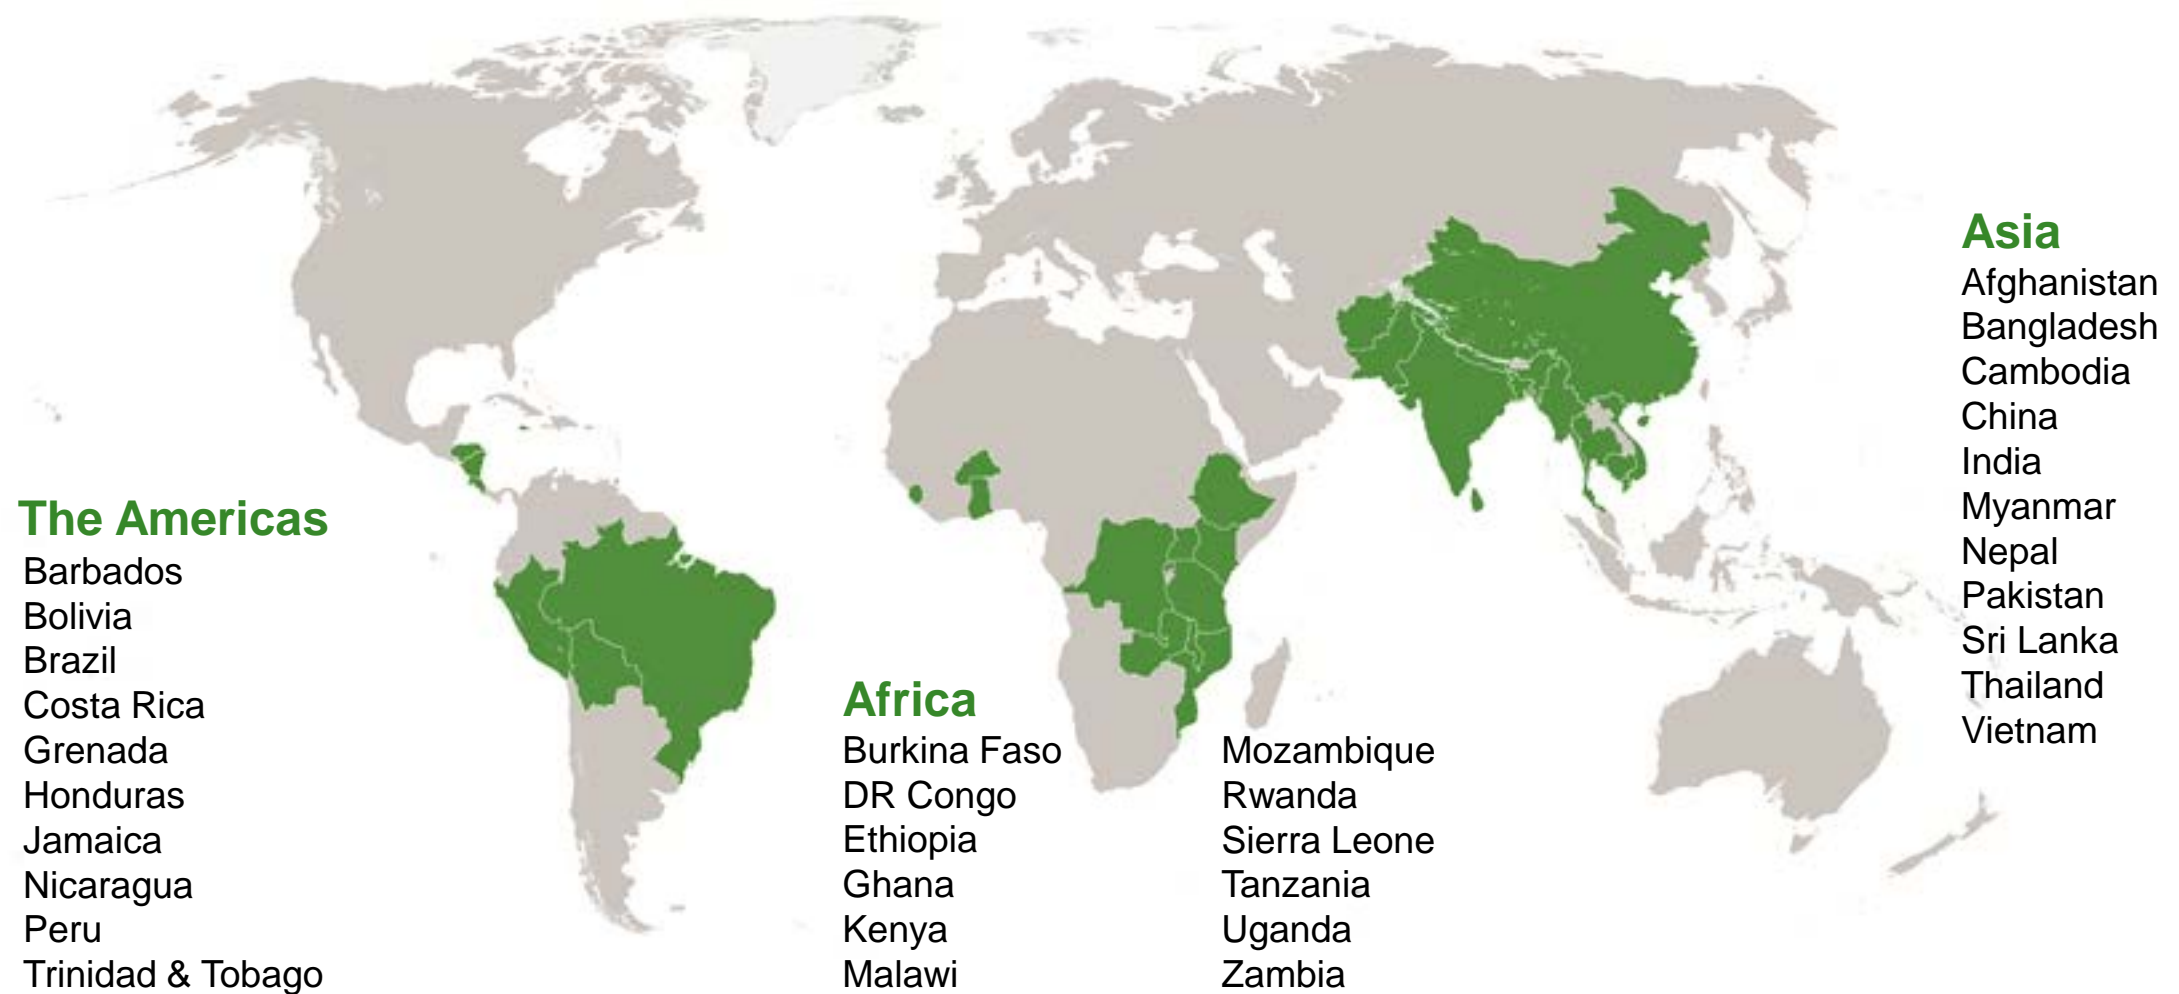 The Americas
Barbados
Bolivia
Brazil
Costa Rica
Grenada
Honduras
Jamaica
Nicaragua
Peru
Trinidad & Tobago
Africa
Burkina Faso
DR Congo
Ethiopia
Ghana
Kenya
Malawi
Mozambique
Rwanda
Sierra Leone
Tanzania
Uganda
Zambia
Asia
Afghanistan
Bangladesh
Cambodia
China
India
Myanmar
Nepal
Pakistan
Sri Lanka
Thailand
Vietnam